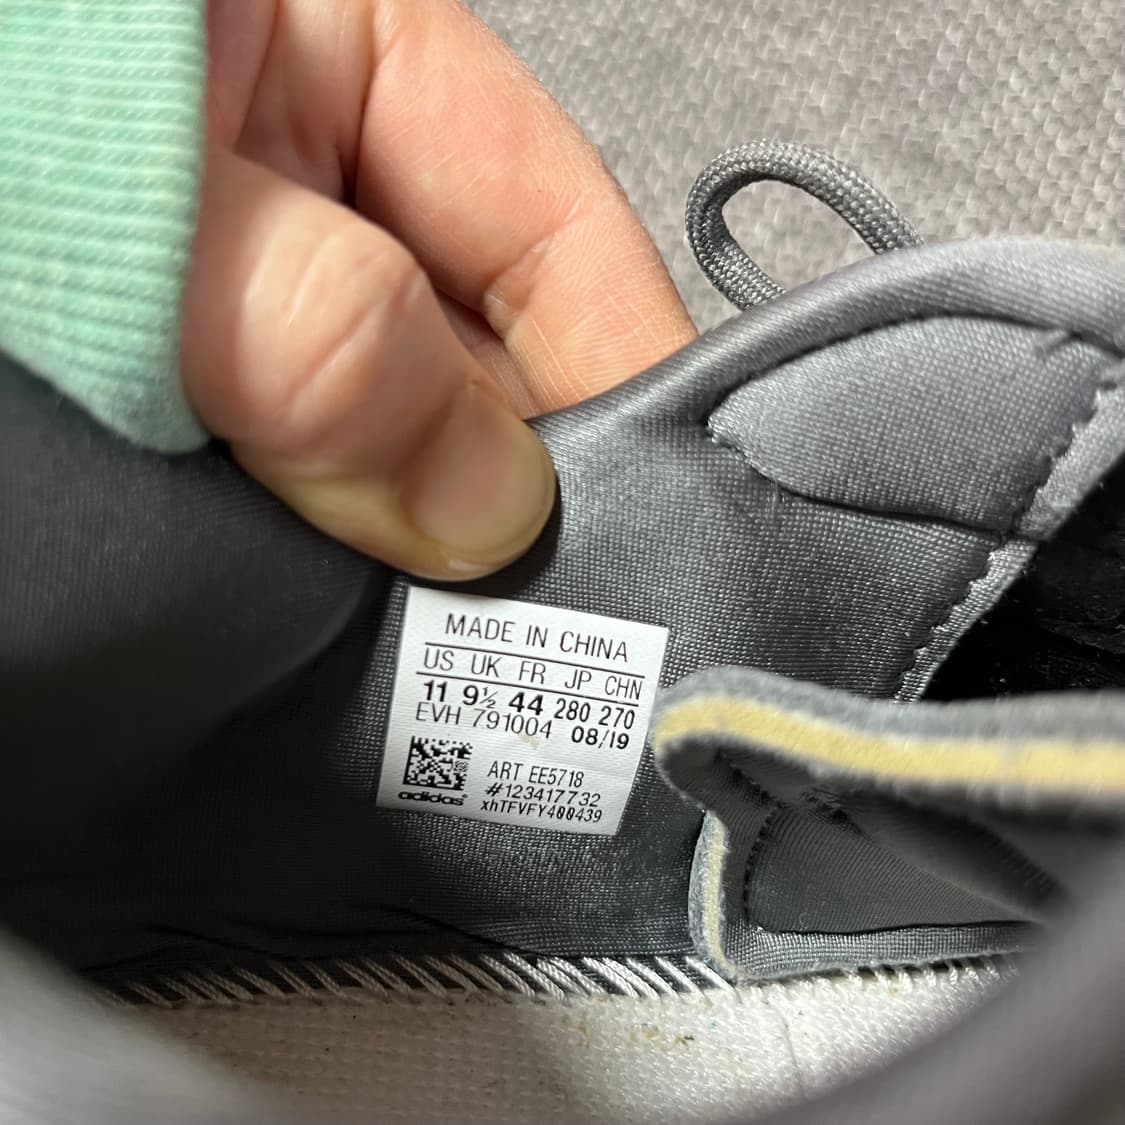 MADE IN CHINA
US UK FR JP CHN
11 9½ 44 280 270
EVH 791004 08/19
ART EE5718
#123417732
xhTFVFY400439
adidas